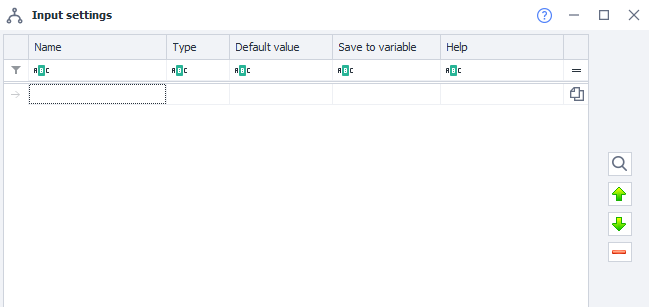 Input settings
?
Name Type Default value Save to variable Help
ABC ABC ABC ABC ABC =